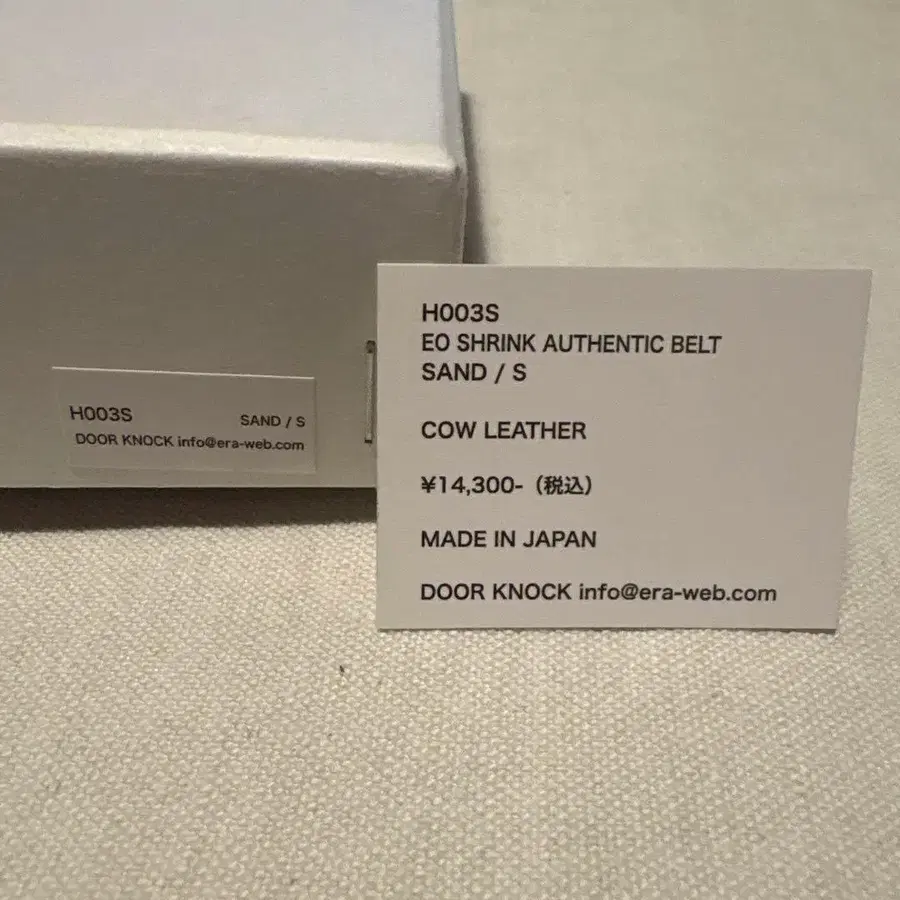 H003S
SAND / S
DOOR KNOCK info@era-web.com
H003S
EO SHRINK AUTHENTIC BELT
SAND / S
COW LEATHER
¥14,300-（税込）
MADE IN JAPAN
DOOR KNOCK info@era-web.com